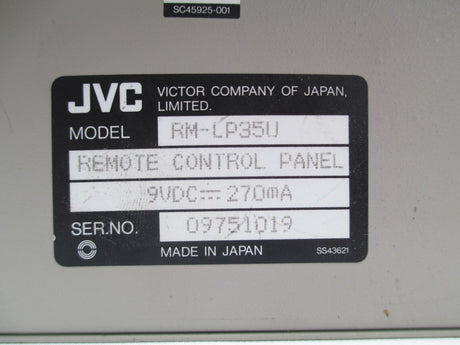 SC45925-001
JVC VICTOR COMPANY OF JAPAN,
LIMITED.
MODEL RM-LP35U
REMOTE CONTROL PANEL
9VDC⎓270mA
SER.NO. 09751019
MADE IN JAPAN SS43621